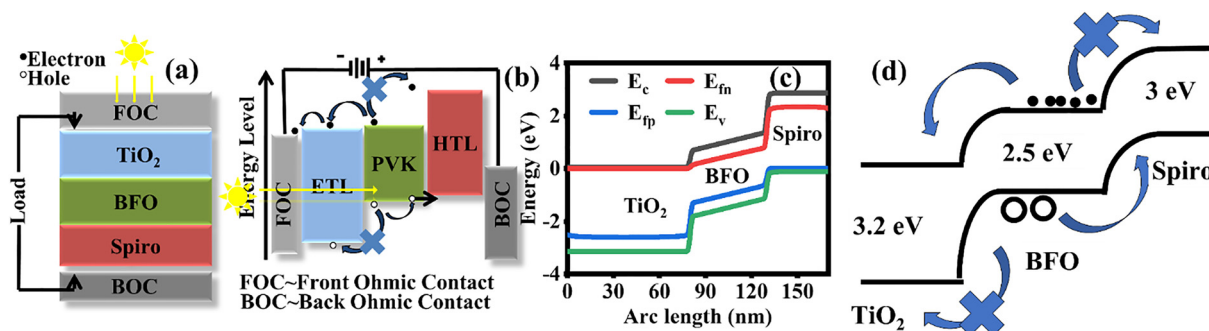 Electron
Hole
(a)
FOC
TiO₂
BFO
Spiro
BOC
Load
- +
(b)
Energy Level
FOC
ETL
PVK
HTL
BOC
FOC~Front Ohmic Contact
BOC~Back Ohmic Contact
(c)
Ec Efn
Efp Ev
Spiro
BFO
TiO₂
4
2
0
-2
-4
0 30 60 90 120 150
Energy (eV)
Arc length (nm)
(d)
3 eV
2.5 eV
Spiro
3.2 eV
BFO
TiO₂